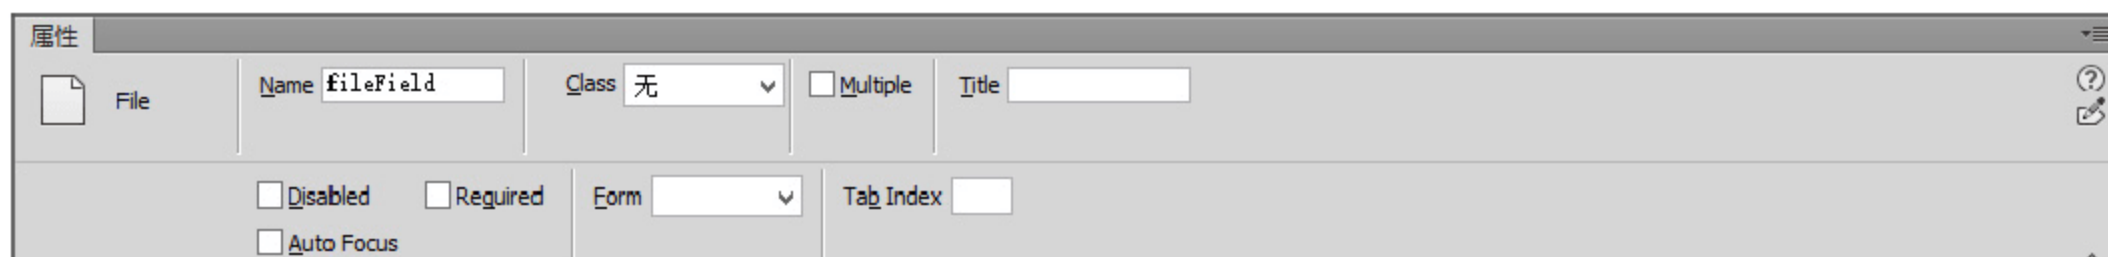 属性
File Name fileField Class 无 Multiple Title
Disabled Required Form Tab Index
Auto Focus